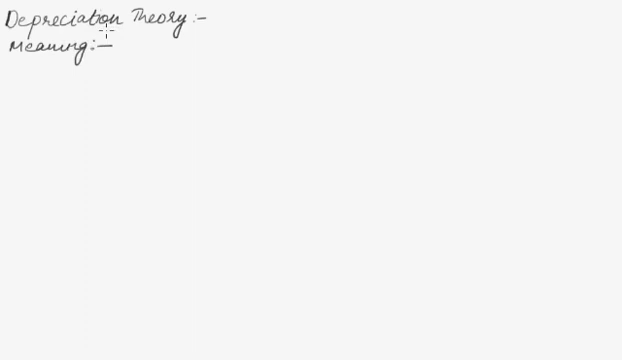 Depreciation Theory :-
Meaning :-